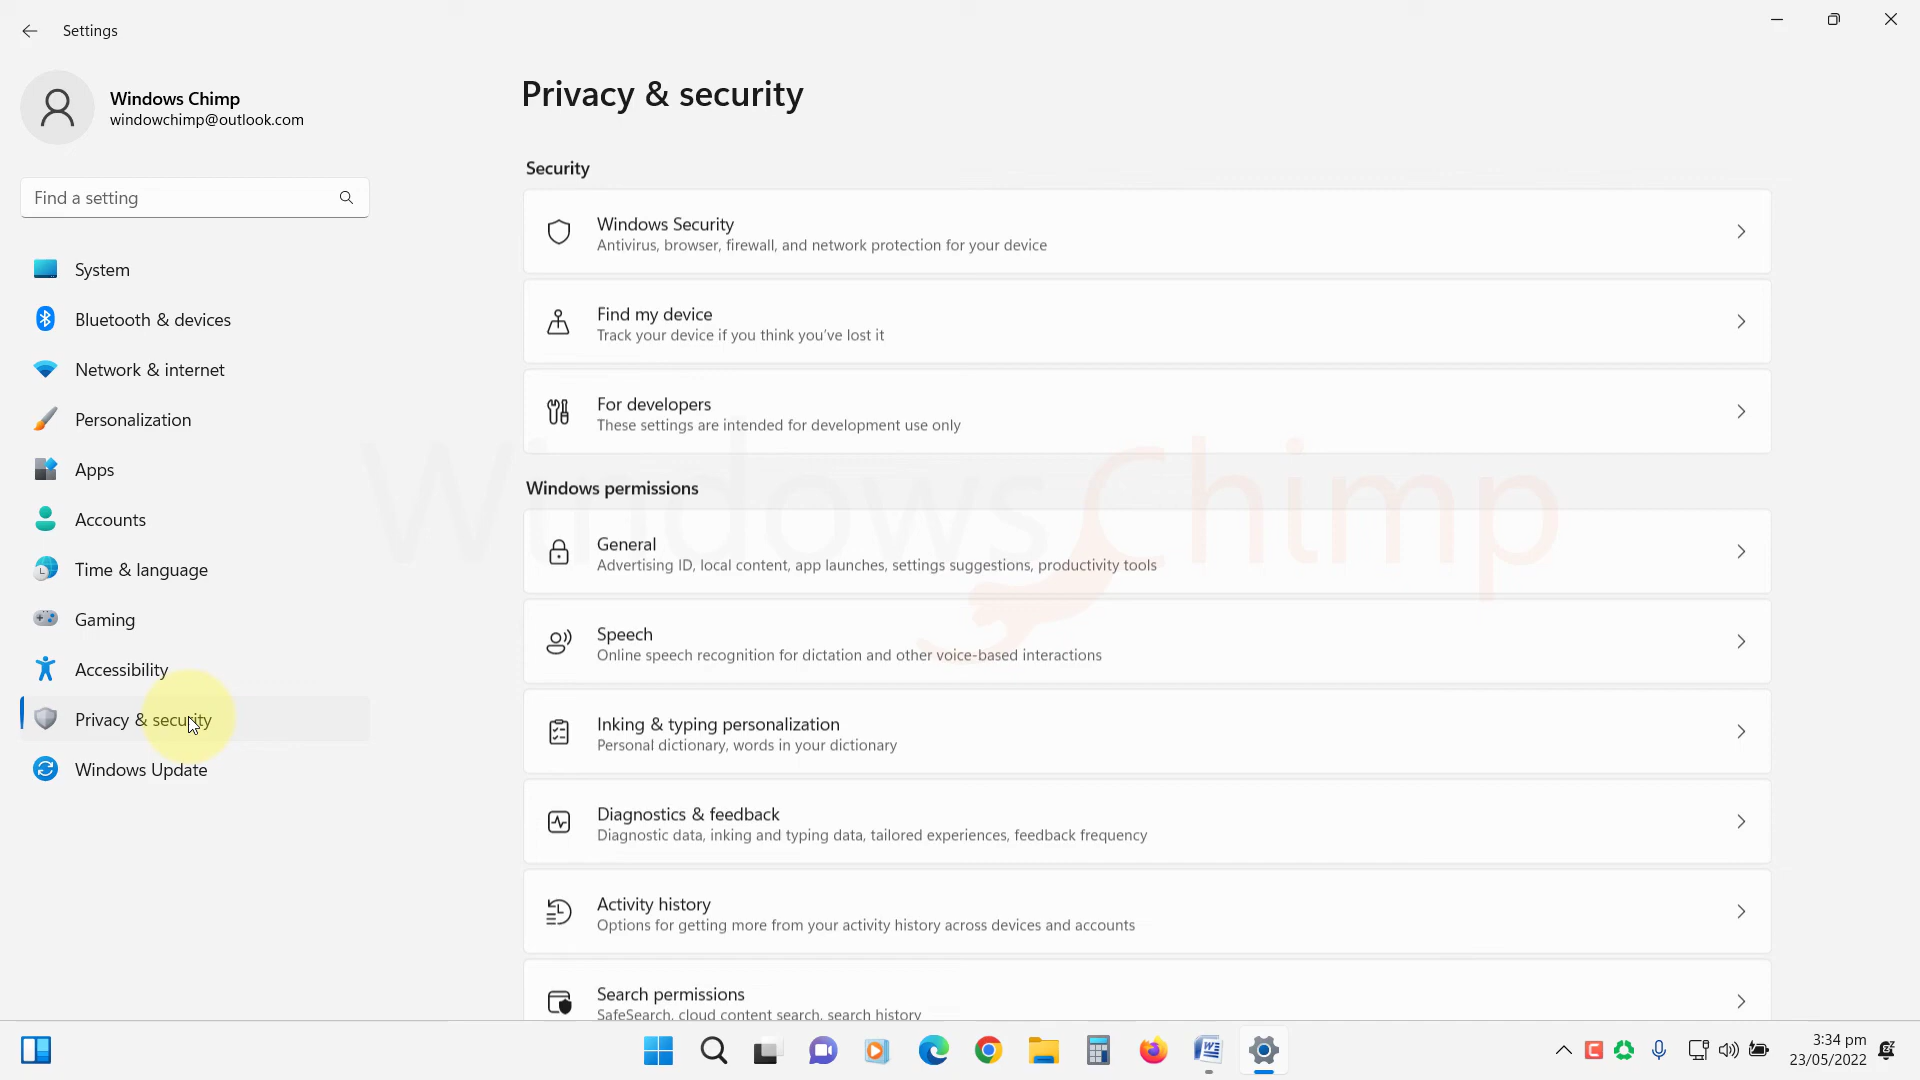 Settings
Windows Chimp
windowchimp@outlook.com
Find a setting
System
Bluetooth & devices
Network & internet
Personalization
Apps
Accounts
Time & language
Gaming
Accessibility
Privacy & security
Windows Update
Privacy & security
Security
Windows Security
Antivirus, browser, firewall, and network protection for your device
Find my device
Track your device if you think you've lost it
For developers
These settings are intended for development use only
Windows permissions
General
Advertising ID, local content, app launches, settings suggestions, productivity tools
Speech
Online speech recognition for dictation and other voice-based interactions
Inking & typing personalization
Personal dictionary, words in your dictionary
Diagnostics & feedback
Diagnostic data, inking and typing data, tailored experiences, feedback frequency
Activity history
Options for getting more from your activity history across devices and accounts
Search permissions
SafeSearch, cloud content search, search history
WindowsChimp
3:34 pm
23/05/2022